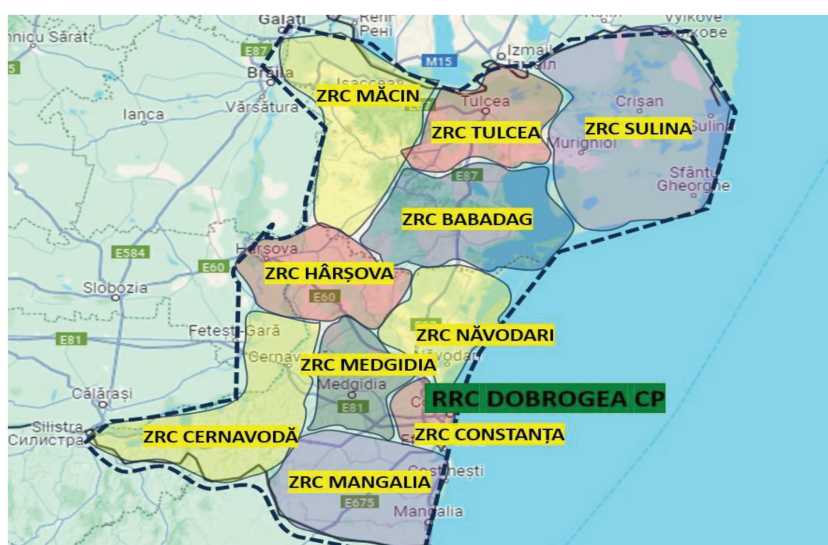 Galați
Reni
Рені
Vylkove
mnicu Sărat
E87
M15
Izmail
Ізмаїл
Brăila
Isaccea
ZRC MĂCIN
Vărsătura
Ianca
Tulcea
Crișan
ZRC TULCEA
ZRC SULINA
Sulina
Murighiol
E87
Sfântu
Gheorghe
ZRC BABADAG
E584
Hârșova
E60
ZRC HÂRȘOVA
Slobozia
E60
Fetești-Gară
ZRC NĂVODARI
E81
Cernav
Năvodari
ZRC MEDGIDIA
Medgidia
Călărași
RRC DOBROGEA CP
E81
Silistra
Силистра
ZRC CERNAVODĂ
ZRC CONSTANȚA
Costinești
ZRC MANGALIA
E675
Mangalia